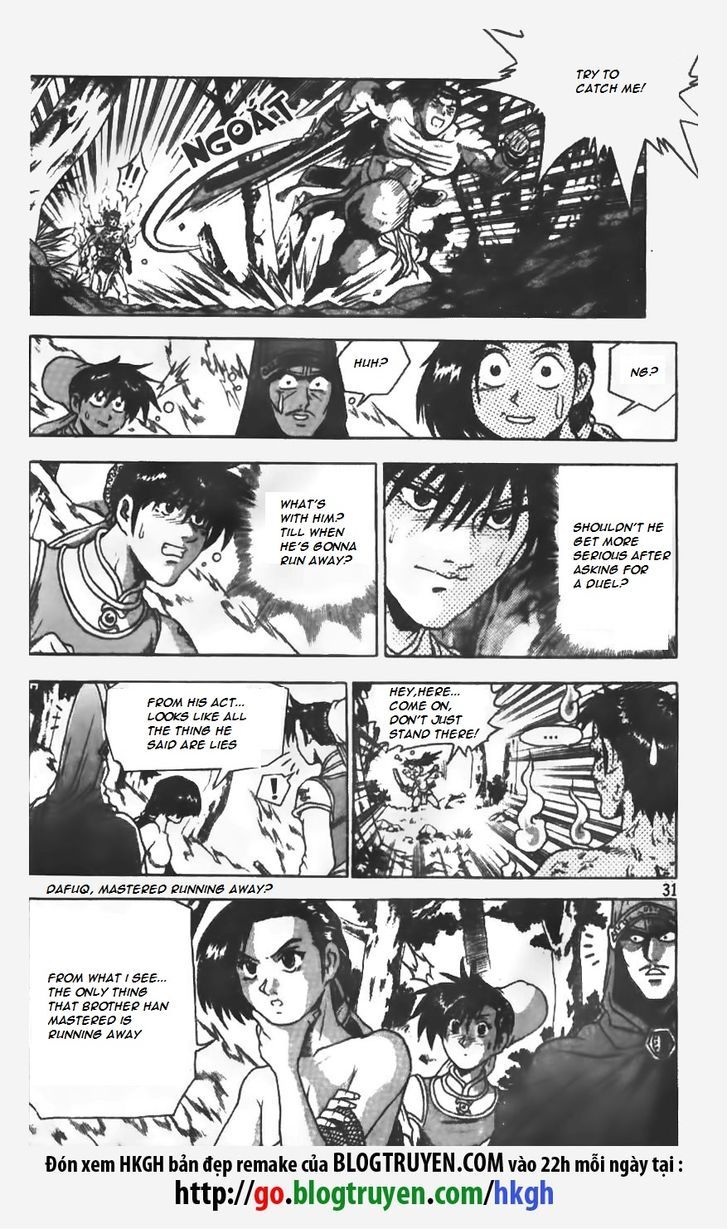 TRY TO
CATCH ME!
NGOÁT
!!
HUH?
NG?
WHAT'S
WITH HIM?
TILL WHEN
HE'S GONNA
RUN AWAY?
SHOULDN'T HE
GET MORE
SERIOUS AFTER
ASKING FOR
A DUEL?
FROM HIS ACT...
LOOKS LIKE ALL
THE THING HE
SAID ARE LIES
!
HEY,HERE...
COME ON,
DON'T JUST
STAND THERE!
...
DAFUQ, MASTERED RUNNING AWAY?
31
FROM WHAT I SEE...
THE ONLY THING
THAT BROTHER HAN
MASTERED IS
RUNNING AWAY
!
Đón xem HKGH bản đẹp remake của BLOGTRUYEN.COM vào 22h mỗi ngày tại :
http://go.blogtruyen.com/hkgh